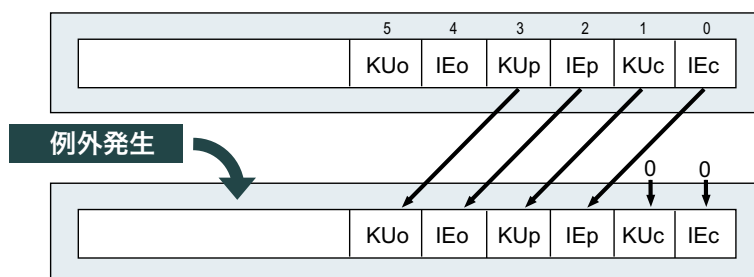 5 4 3 2 1 0
KUo IEo KUp IEp KUc IEc
例外発生
0 0
KUo IEo KUp IEp KUc IEc